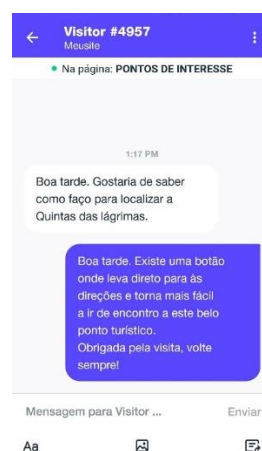 Visitor #4957
Meusite
Na página: PONTOS DE INTERESSE
1:17 PM
Boa tarde. Gostaria de saber
como faço para localizar a
Quintas das lágrimas.
Boa tarde. Existe uma botão
onde leva direto para às
direções e torna mais fácil
a ir de encontro a este belo
ponto turístico.
Obrigada pela visita, volte
sempre!
Mensagem para Visitor ...
Enviar
Aa